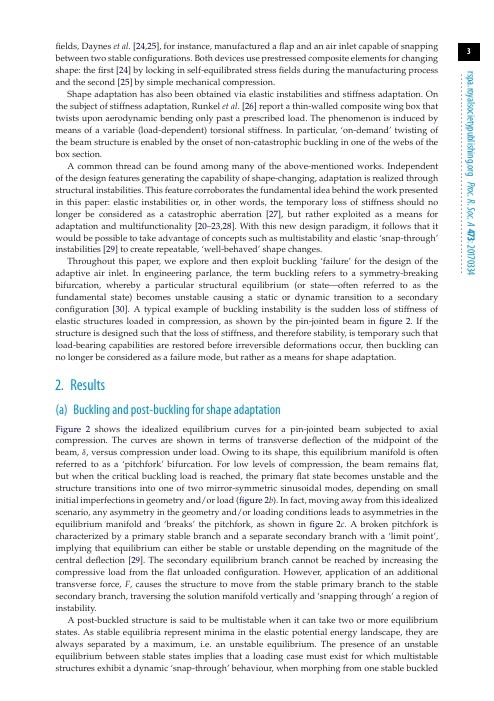 fields, Daynes et al. [24,25], for instance, manufactured a flap and an air inlet capable of snapping
between two stable configurations. Both devices use prestressed composite elements for changing
shape: the first [24] by locking in self-equilibrated stress fields during the manufacturing process
and the second [25] by simple mechanical compression.
Shape adaptation has also been obtained via elastic instabilities and stiffness adaptation. On
the subject of stiffness adaptation, Runkel et al. [26] report a thin-walled composite wing box that
twists upon aerodynamic bending only past a prescribed load. The phenomenon is induced by
means of a variable (load-dependent) torsional stiffness. In particular, ‘on-demand’ twisting of
the beam structure is enabled by the onset of non-catastrophic buckling in one of the webs of the
box section.
A common thread can be found among many of the above-mentioned works. Independent
of the design features generating the capability of shape-changing, adaptation is realized through
structural instabilities. This feature corroborates the fundamental idea behind the work presented
in this paper: elastic instabilities or, in other words, the temporary loss of stiffness should no
longer be considered as a catastrophic aberration [27], but rather exploited as a means for
adaptation and multifunctionality [20–23,28]. With this new design paradigm, it follows that it
would be possible to take advantage of concepts such as multistability and elastic ‘snap-through’
instabilities [29] to create repeatable, ‘well-behaved’ shape changes.
Throughout this paper, we explore and then exploit buckling ‘failure’ for the design of the
adaptive air inlet. In engineering parlance, the term buckling refers to a symmetry-breaking
bifurcation, whereby a particular structural equilibrium (or state—often referred to as the
fundamental state) becomes unstable causing a static or dynamic transition to a secondary
configuration [30]. A typical example of buckling instability is the sudden loss of stiffness of
elastic structures loaded in compression, as shown by the pin-jointed beam in figure 2. If the
structure is designed such that the loss of stiffness, and therefore stability, is temporary such that
load-bearing capabilities are restored before irreversible deformations occur, then buckling can
no longer be considered as a failure mode, but rather as a means for shape adaptation.
2. Results
(a) Buckling and post-buckling for shape adaptation
Figure 2 shows the idealized equilibrium curves for a pin-jointed beam subjected to axial
compression. The curves are shown in terms of transverse deflection of the midpoint of the
beam, δ, versus compression under load. Owing to its shape, this equilibrium manifold is often
referred to as a ‘pitchfork’ bifurcation. For low levels of compression, the beam remains flat,
but when the critical buckling load is reached, the primary flat state becomes unstable and the
structure transitions into one of two mirror-symmetric sinusoidal modes, depending on small
initial imperfections in geometry and/or load (figure 2b). In fact, moving away from this idealized
scenario, any asymmetry in the geometry and/or loading conditions leads to asymmetries in the
equilibrium manifold and ‘breaks’ the pitchfork, as shown in figure 2c. A broken pitchfork is
characterized by a primary stable branch and a separate secondary branch with a ‘limit point’,
implying that equilibrium can either be stable or unstable depending on the magnitude of the
central deflection [29]. The secondary equilibrium branch cannot be reached by increasing the
compressive load from the flat unloaded configuration. However, application of an additional
transverse force, F, causes the structure to move from the stable primary branch to the stable
secondary branch, traversing the solution manifold vertically and ‘snapping through’ a region of
instability.
A post-buckled structure is said to be multistable when it can take two or more equilibrium
states. As stable equilibria represent minima in the elastic potential energy landscape, they are
always separated by a maximum, i.e. an unstable equilibrium. The presence of an unstable
equilibrium between stable states implies that a loading case must exist for which multistable
structures exhibit a dynamic ‘snap-through’ behaviour, when morphing from one stable buckled
3
rspa.royalsocietypublishing.org Proc. R. Soc. A 473: 20170334